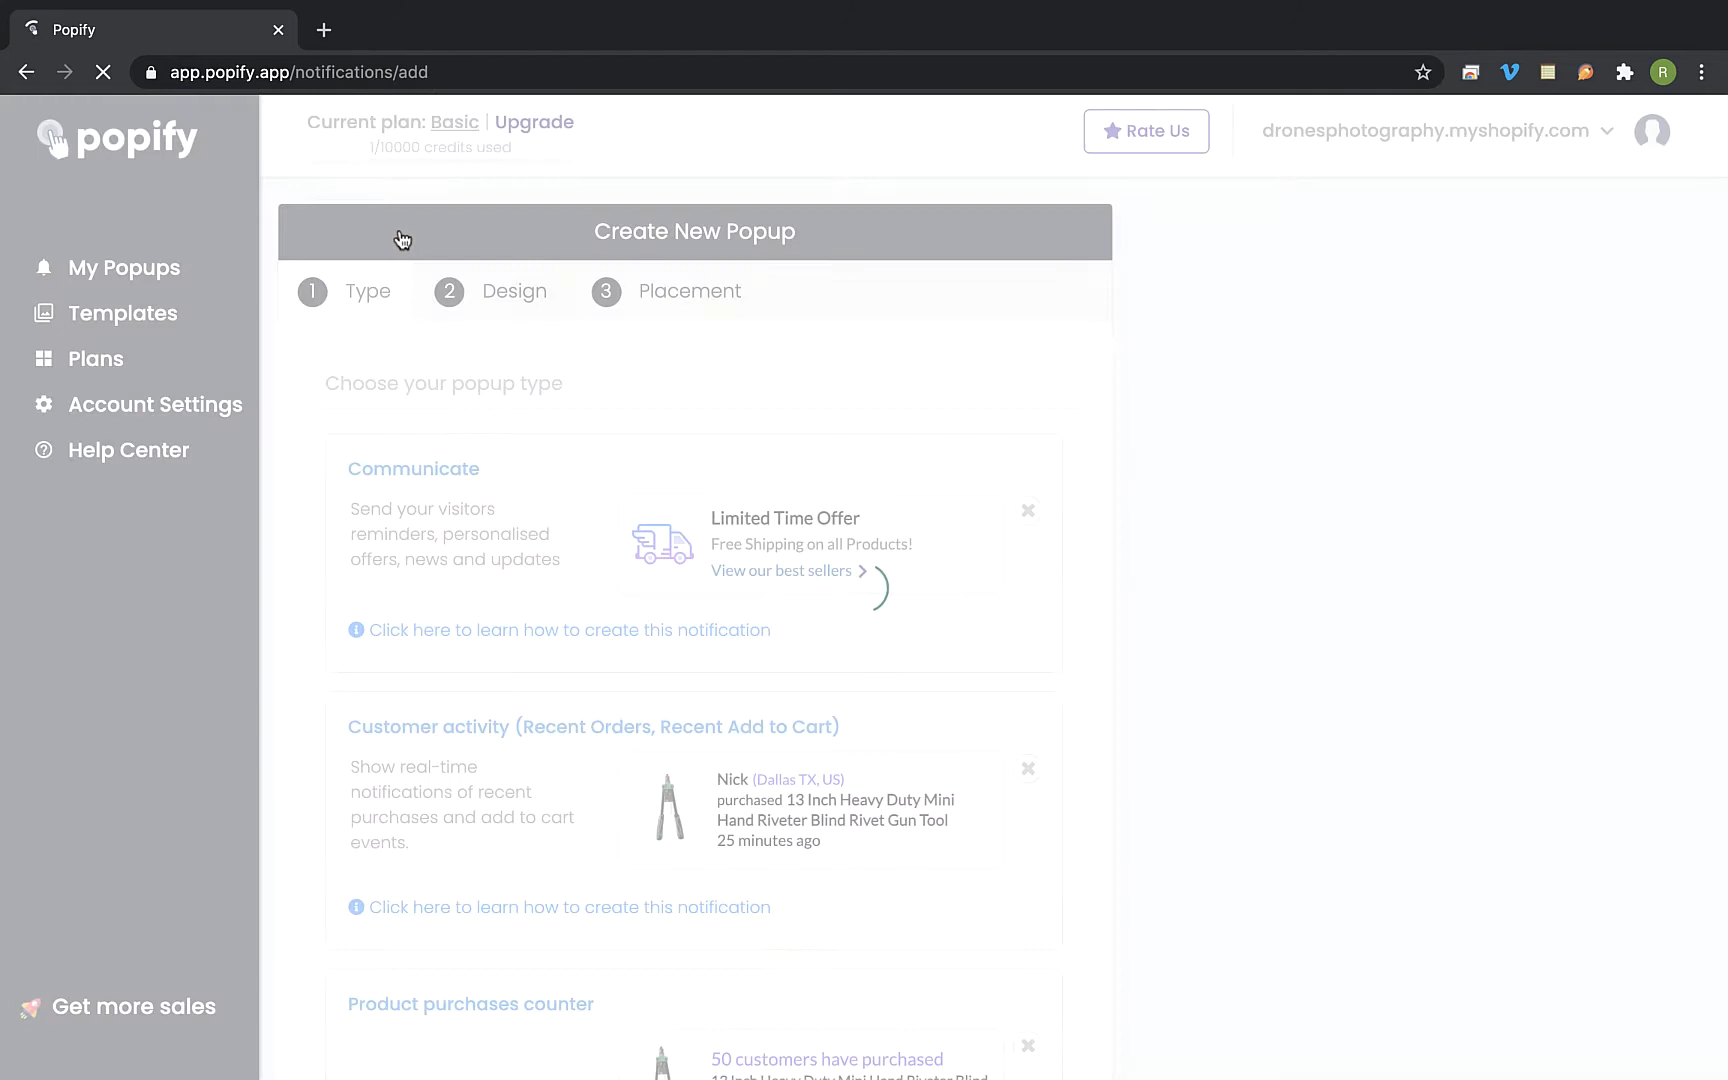 Popify
app.popify.app/notifications/add
R
popify
Current plan: Basic | Upgrade
1/10000 credits used
Rate Us
dronesphotography.myshopify.com
My Popups
Templates
Plans
Account Settings
Help Center
Get more sales
Create New Popup
1 Type
2 Design
3 Placement
Choose your popup type
Communicate
Send your visitors
reminders, personalised
offers, news and updates
Limited Time Offer
Free Shipping on all Products!
View our best sellers
Click here to learn how to create this notification
Customer activity (Recent Orders, Recent Add to Cart)
Show real-time
notifications of recent
purchases and add to cart
events.
Nick (Dallas TX, US)
purchased 13 Inch Heavy Duty Mini
Hand Riveter Blind Rivet Gun Tool
25 minutes ago
Click here to learn how to create this notification
Product purchases counter
50 customers have purchased
13 Inch Heavy Duty Mini Hand Riveter Blind